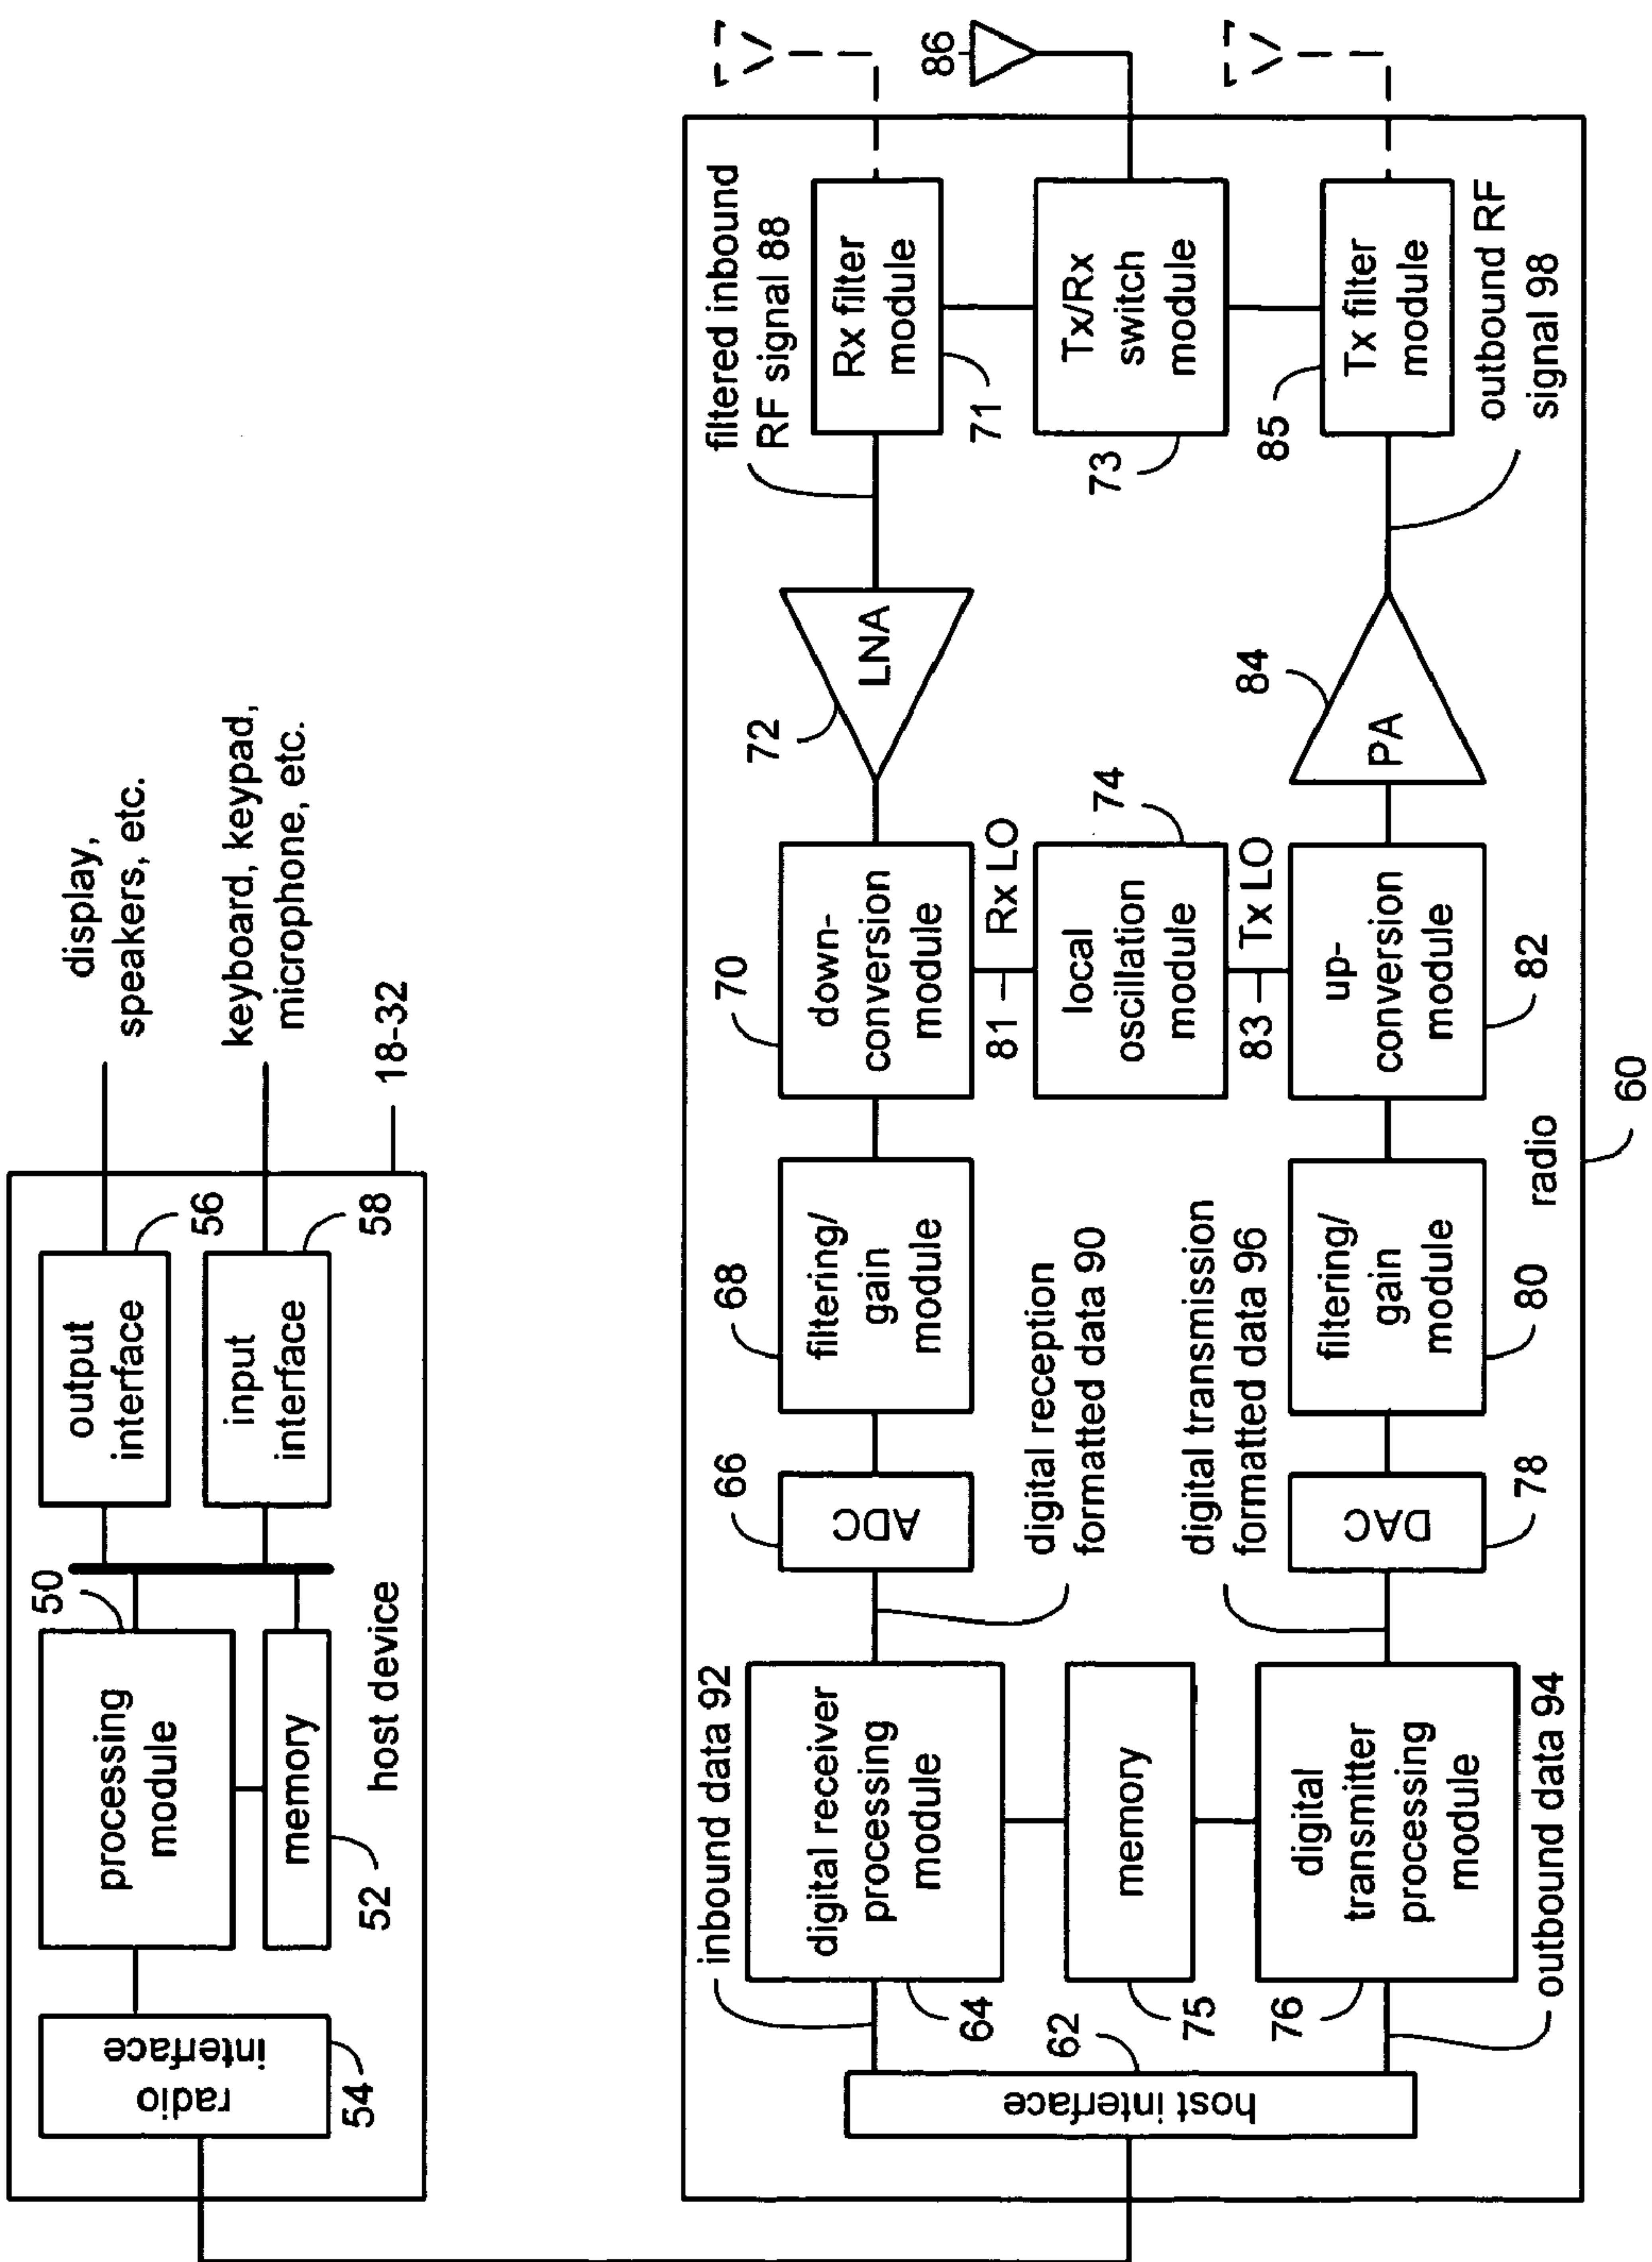 display,
speakers, etc.
keyboard, keypad,
microphone, etc.
18-32
output
interface
56
input
interface
58
50
processing
module
memory
52
host device
radio
interface
54
86
filtered inbound
RF signal 88
Rx filter
module
71
Tx/Rx
switch
module
73
Tx filter
module
85
outbound RF
signal 98
LNA
72
PA
84
down-
conversion
module
70
81
Rx LO
local
oscillation
module
74
83
Tx LO
up-
conversion
module
82
filtering/
gain
module
68
filtering/
gain
module
80
radio
60
ADC
66
digital reception
formatted data 90
digital transmission
formatted data 96
DAC
78
inbound data 92
digital receiver
processing
module
64
memory
75
digital
transmitter
processing
module
76
outbound data 94
host interface
62